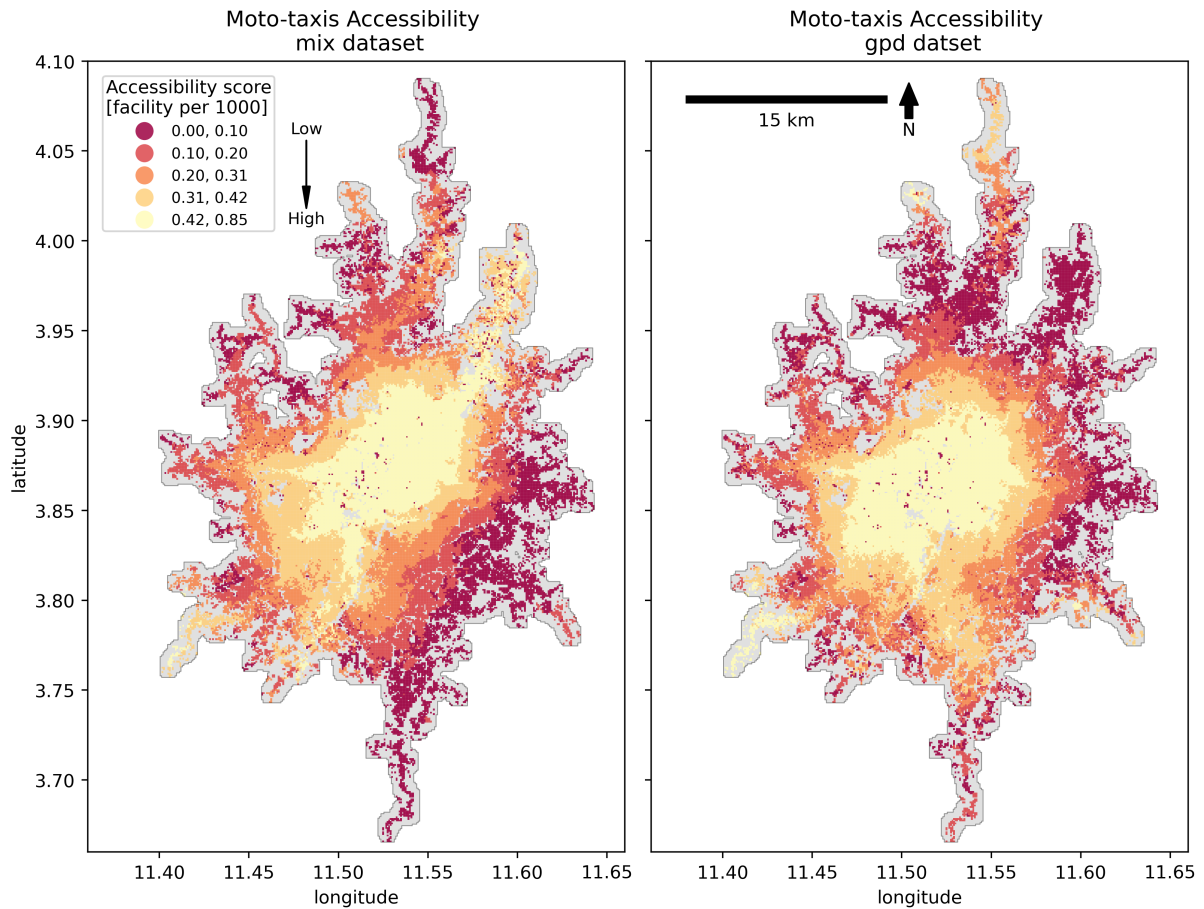 Moto-taxis Accessibility
mix dataset
Moto-taxis Accessibility
gpd datset
4.10
4.05
4.00
3.95
3.90
3.85
3.80
3.75
3.70
latitude
Accessibility score
[facility per 1000]
0.00, 0.10
0.10, 0.20
0.20, 0.31
0.31, 0.42
0.42, 0.85
Low
High
15 km
N
11.40 11.45 11.50 11.55 11.60 11.65
longitude
11.40 11.45 11.50 11.55 11.60 11.65
longitude